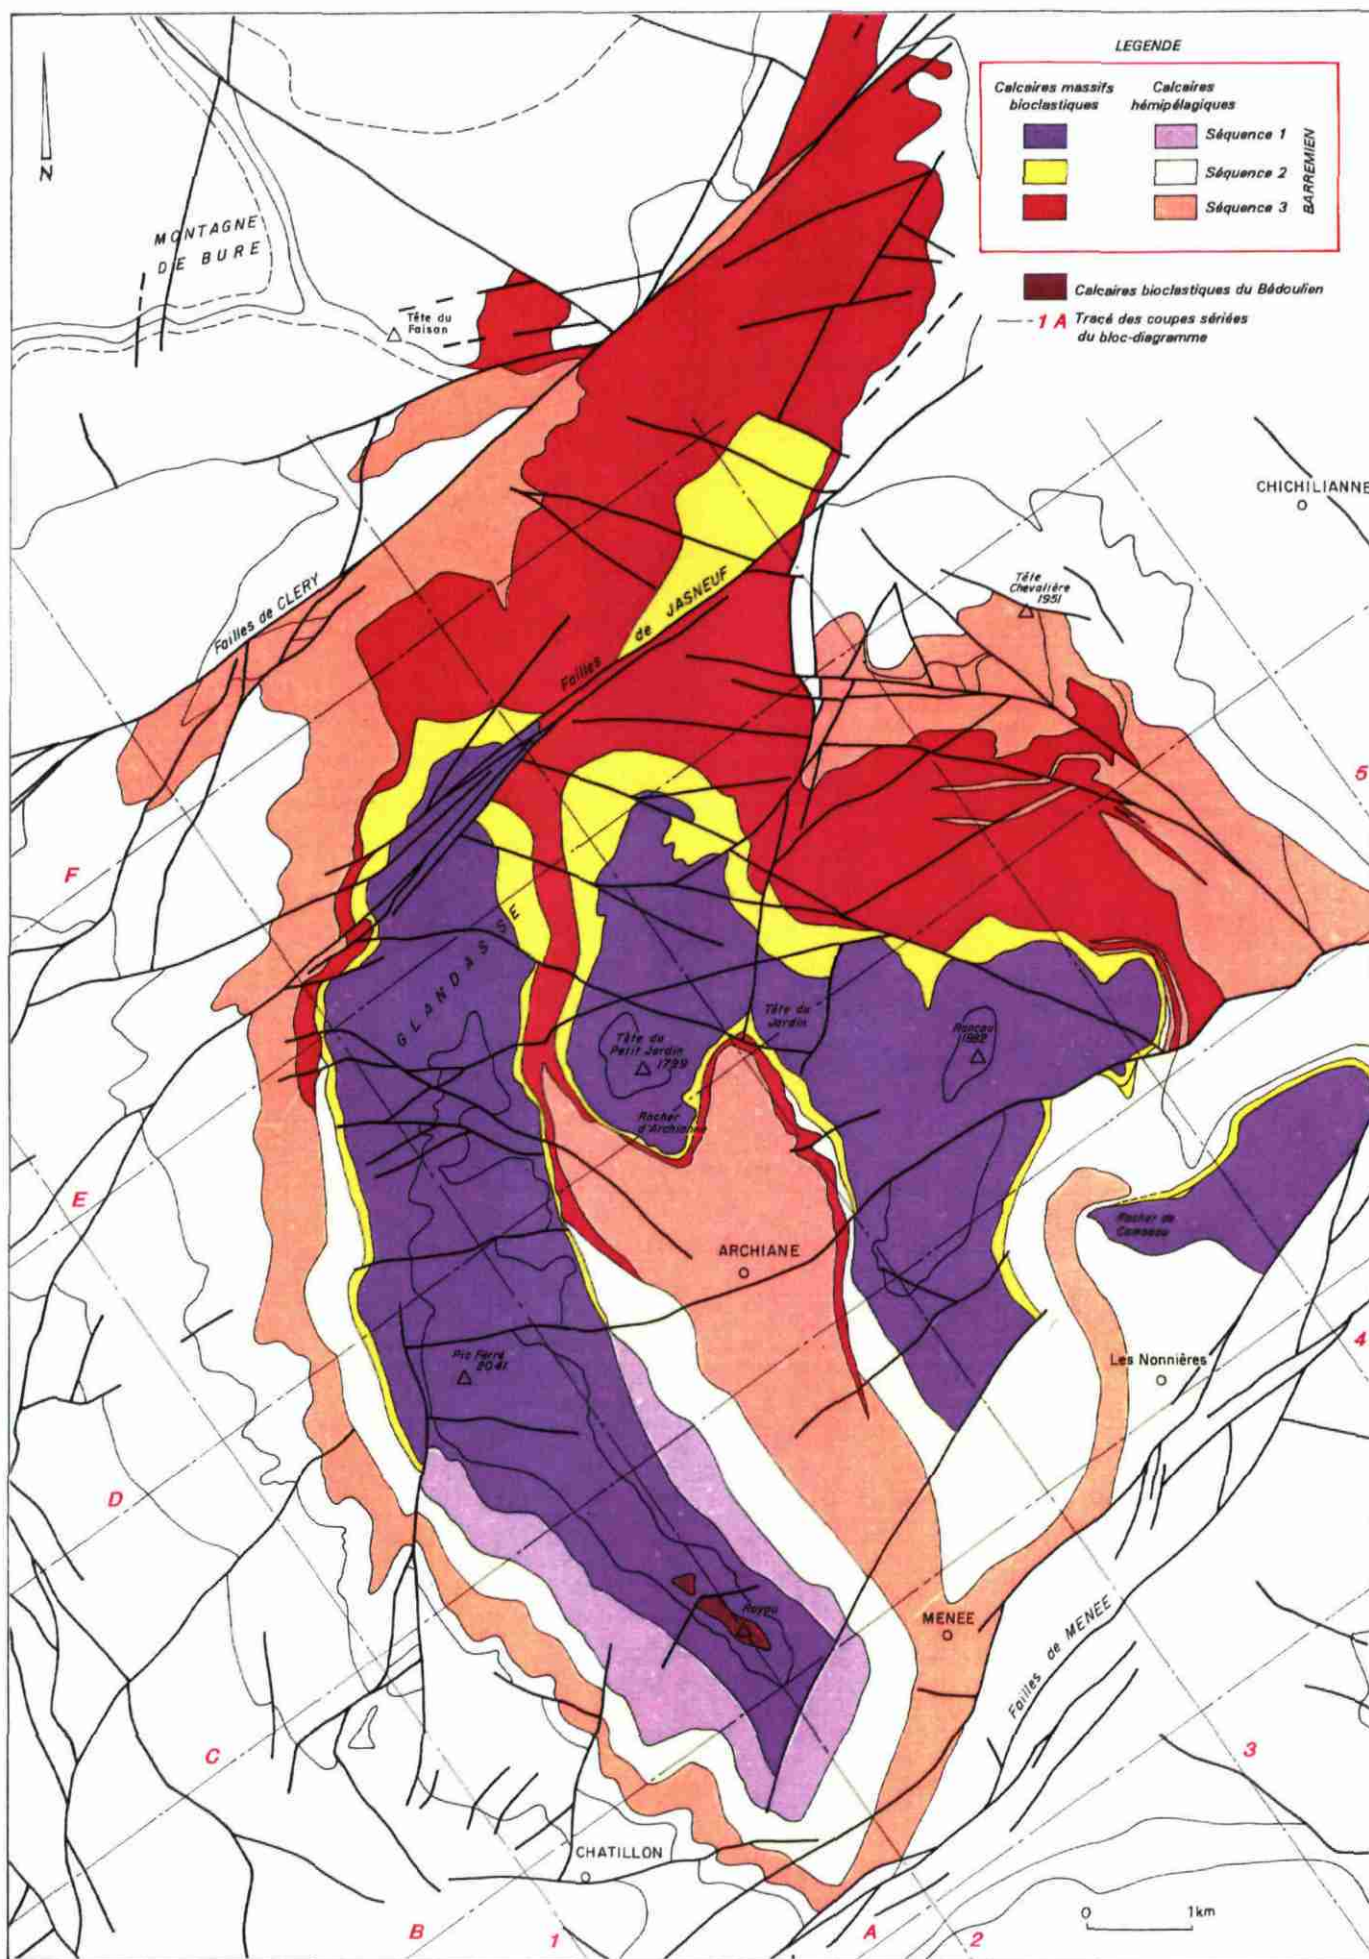 LEGENDE
Calcaires massifs
bioclastiques
Calcaires
hémipélagiques
Séquence 1
Séquence 2
Séquence 3
BARREMIEN
Calcaires bioclastiques du Bédoulien
1 A Tracé des coupes sériées
du bloc-diagramme
N
MONTAGNE
DE BURE
Tête du
Faisan
CHICHILIANNE
Tête
Chevalière
1951
Failles de CLERY
Failles de JASNEUF
5
F
GLANDASSE
Tête du
Jardin
Tête du
Petit Jardin
1799
Rocher
d'Archiane
E
Rocher de
ARCHIANE
4
Les Nonnières
Pic Ferré
2041
D
MENEE
Failles de MENEE
C
3
CHATILLON
B
1
A
2
0 1km